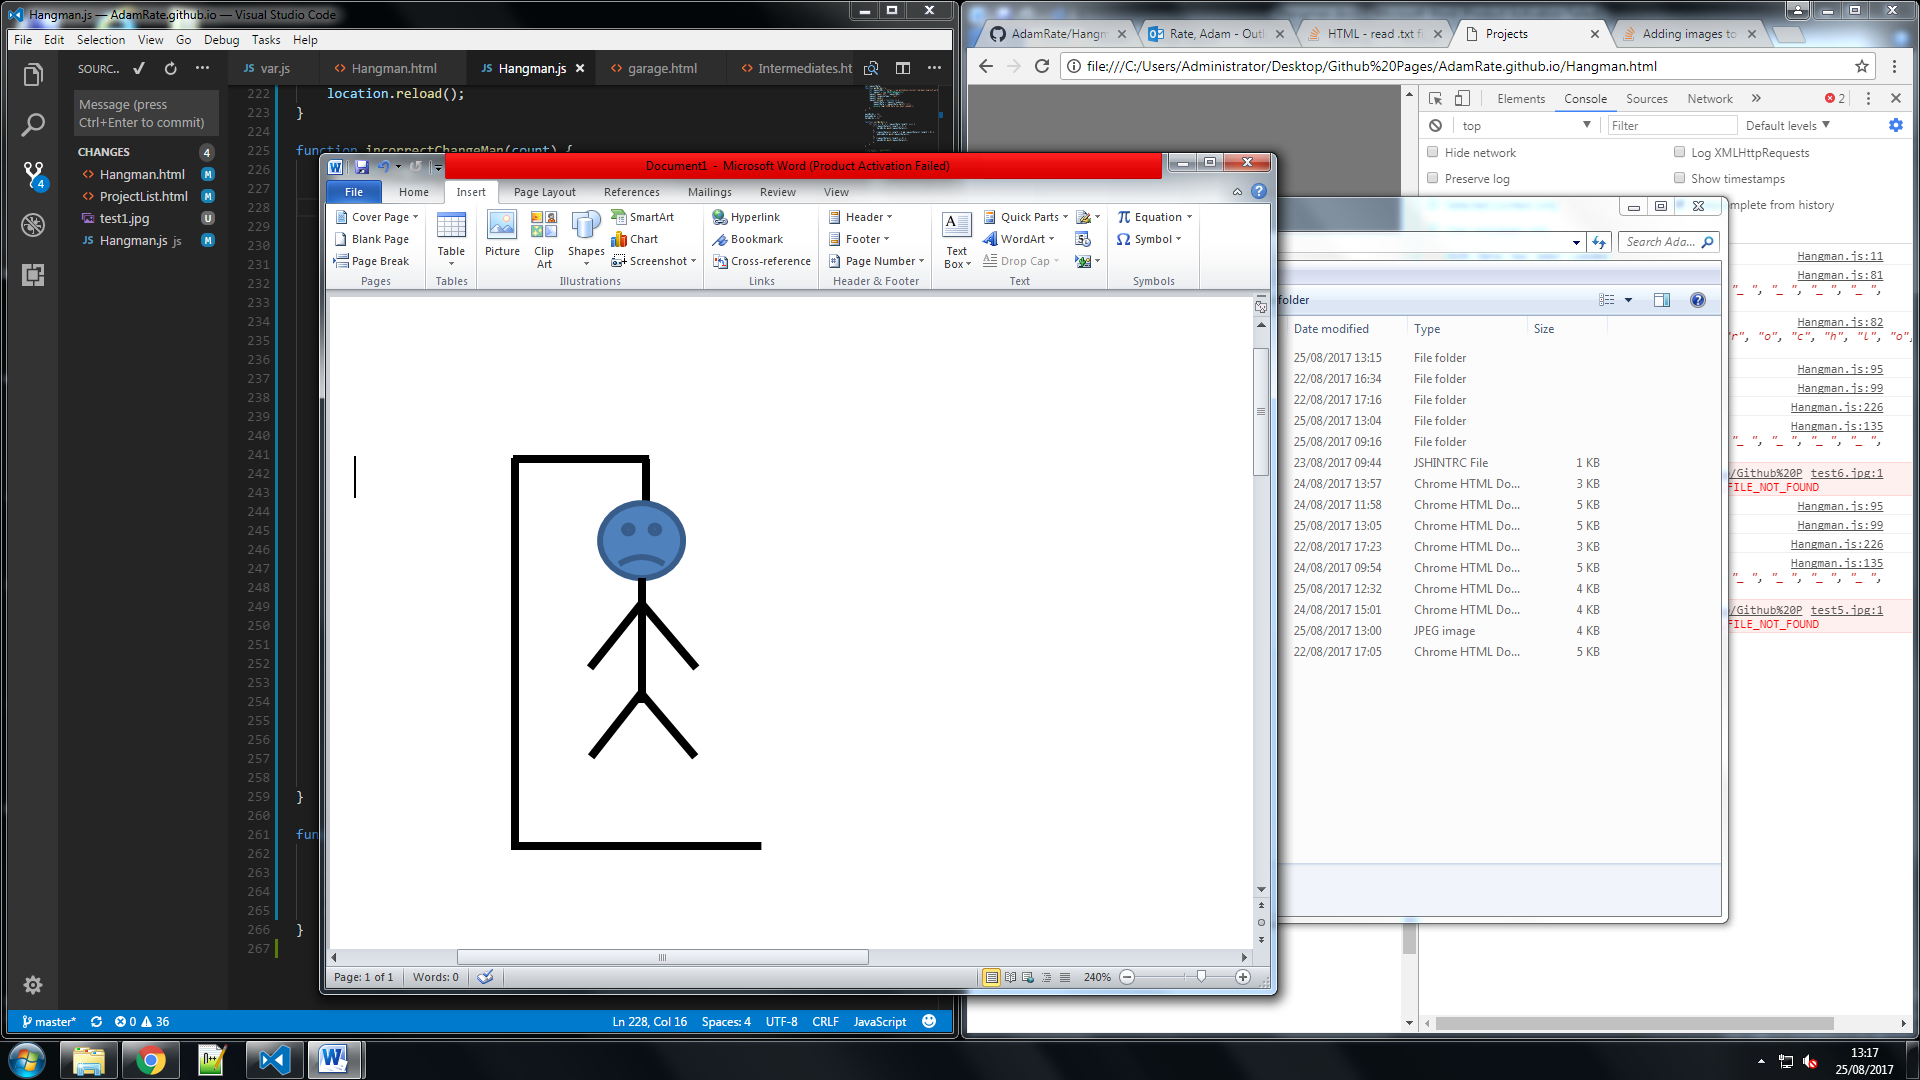 Hangman.js — AdamRate.github.io — Visual Studio Code
File Edit Selection View Go Debug Tasks Help
SOURC..
var.js
Hangman.html
JS Hangman.js
garage.html
Intermediates.ht
Message (press
Ctrl+Enter to commit)
CHANGES 4
Hangman.html M
ProjectList.html M
test1.jpg U
JS Hangman.js js M
4
222 location.reload();
223 }
224
225 function incorrectChangeMan(count) {
226
227
228
229
230
231
232
233
234
235
236
237
238
239
240
241
242
243
244
245
246
247
248
249
250
251
252
253
254
255
256
257
258
259 }
260
261 fun
262
263
264
265
266 }
267
master* 0 36
Ln 228, Col 16 Spaces: 4 UTF-8 CRLF JavaScript
Document1 - Microsoft Word (Product Activation Failed)
File Home Insert Page Layout References Mailings Review View
Cover Page
Blank Page
Page Break
Pages
Table
Tables
Picture
Clip
Art
Shapes
SmartArt
Chart
Screenshot
Illustrations
Hyperlink
Bookmark
Cross-reference
Links
Header
Footer
Page Number
Header & Footer
Text
Box
Quick Parts
WordArt
Drop Cap
Text
Equation
Symbol
Symbols
Page: 1 of 1 Words: 0
240%
AdamRate/Hangm
Rate, Adam - Outl
HTML - read .txt fi
Projects
Adding images to
file:///C:/Users/Administrator/Desktop/Github%20Pages/AdamRate.github.io/Hangman.html
Elements Console Sources Network » 2
top Filter Default levels
Hide network Log XMLHttpRequests
Preserve log Show timestamps
mplete from history
Search Ada...
folder
Date modified Type Size
25/08/2017 13:15 File folder
22/08/2017 16:34 File folder
22/08/2017 17:16 File folder
25/08/2017 13:04 File folder
25/08/2017 09:16 File folder
23/08/2017 09:44 JSHINTRC File 1 KB
24/08/2017 13:57 Chrome HTML Do... 3 KB
24/08/2017 11:58 Chrome HTML Do... 5 KB
25/08/2017 13:05 Chrome HTML Do... 5 KB
22/08/2017 17:23 Chrome HTML Do... 3 KB
24/08/2017 09:54 Chrome HTML Do... 5 KB
25/08/2017 12:32 Chrome HTML Do... 4 KB
24/08/2017 15:01 Chrome HTML Do... 4 KB
25/08/2017 13:00 JPEG image 4 KB
22/08/2017 17:05 Chrome HTML Do... 5 KB
Hangman.js:11
Hangman.js:81
"_ ", "_ ", "_ ", "_ ",
Hangman.js:82
"r", "o", "c", "h", "l", "o",
Hangman.js:95
Hangman.js:99
Hangman.js:226
Hangman.js:135
"_ ", "_ ", "_ ", "_ ",
/Github%20P test6.jpg:1
FILE_NOT_FOUND
Hangman.js:95
Hangman.js:99
Hangman.js:226
Hangman.js:135
"_ ", "_ ", "_ ", "_ ",
/Github%20P test5.jpg:1
FILE_NOT_FOUND
13:17
25/08/2017